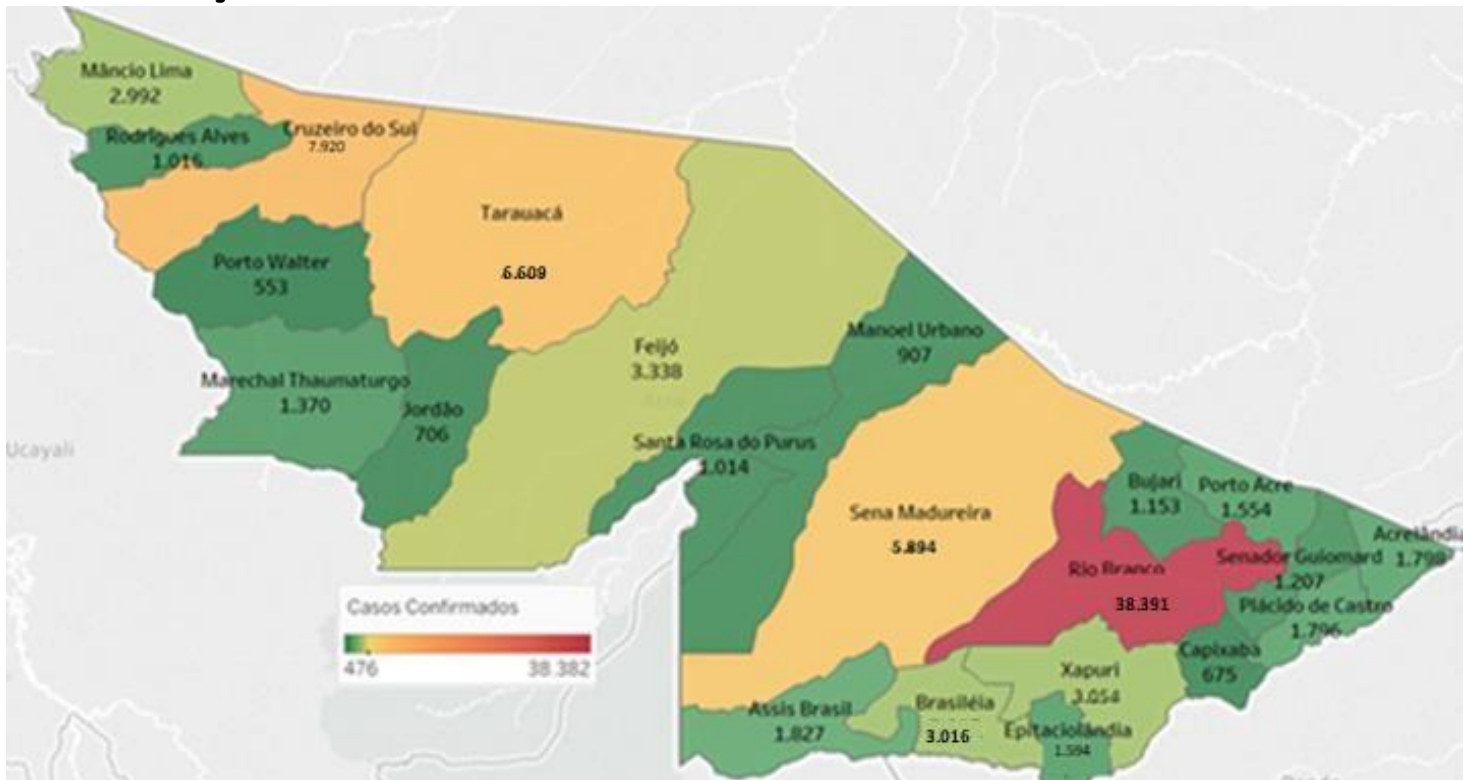 Mâncio Lima
2.992
Rodrigues Alves
1.016
Cruzeiro do Sul
7.920
Tarauacá
6.609
Porto Walter
553
Marechal Thaumaturgo
1.370
Jordão
706
Feijó
3.338
Manoel Urbano
907
Santa Rosa do Purus
1.014
Ucayali
Sena Madureira
5.894
Bujari
1.153
Porto Acre
1.554
Acrelândia
Senador Guiomard
1.207
Rio Branco
38.391
Plácido de Castro
1.796
Capixaba
675
Xapuri
3.054
Assis Brasil
1.827
Brasiléia
3.016
Epitaciolândia
1.594
Casos Confirmados
476
38.382